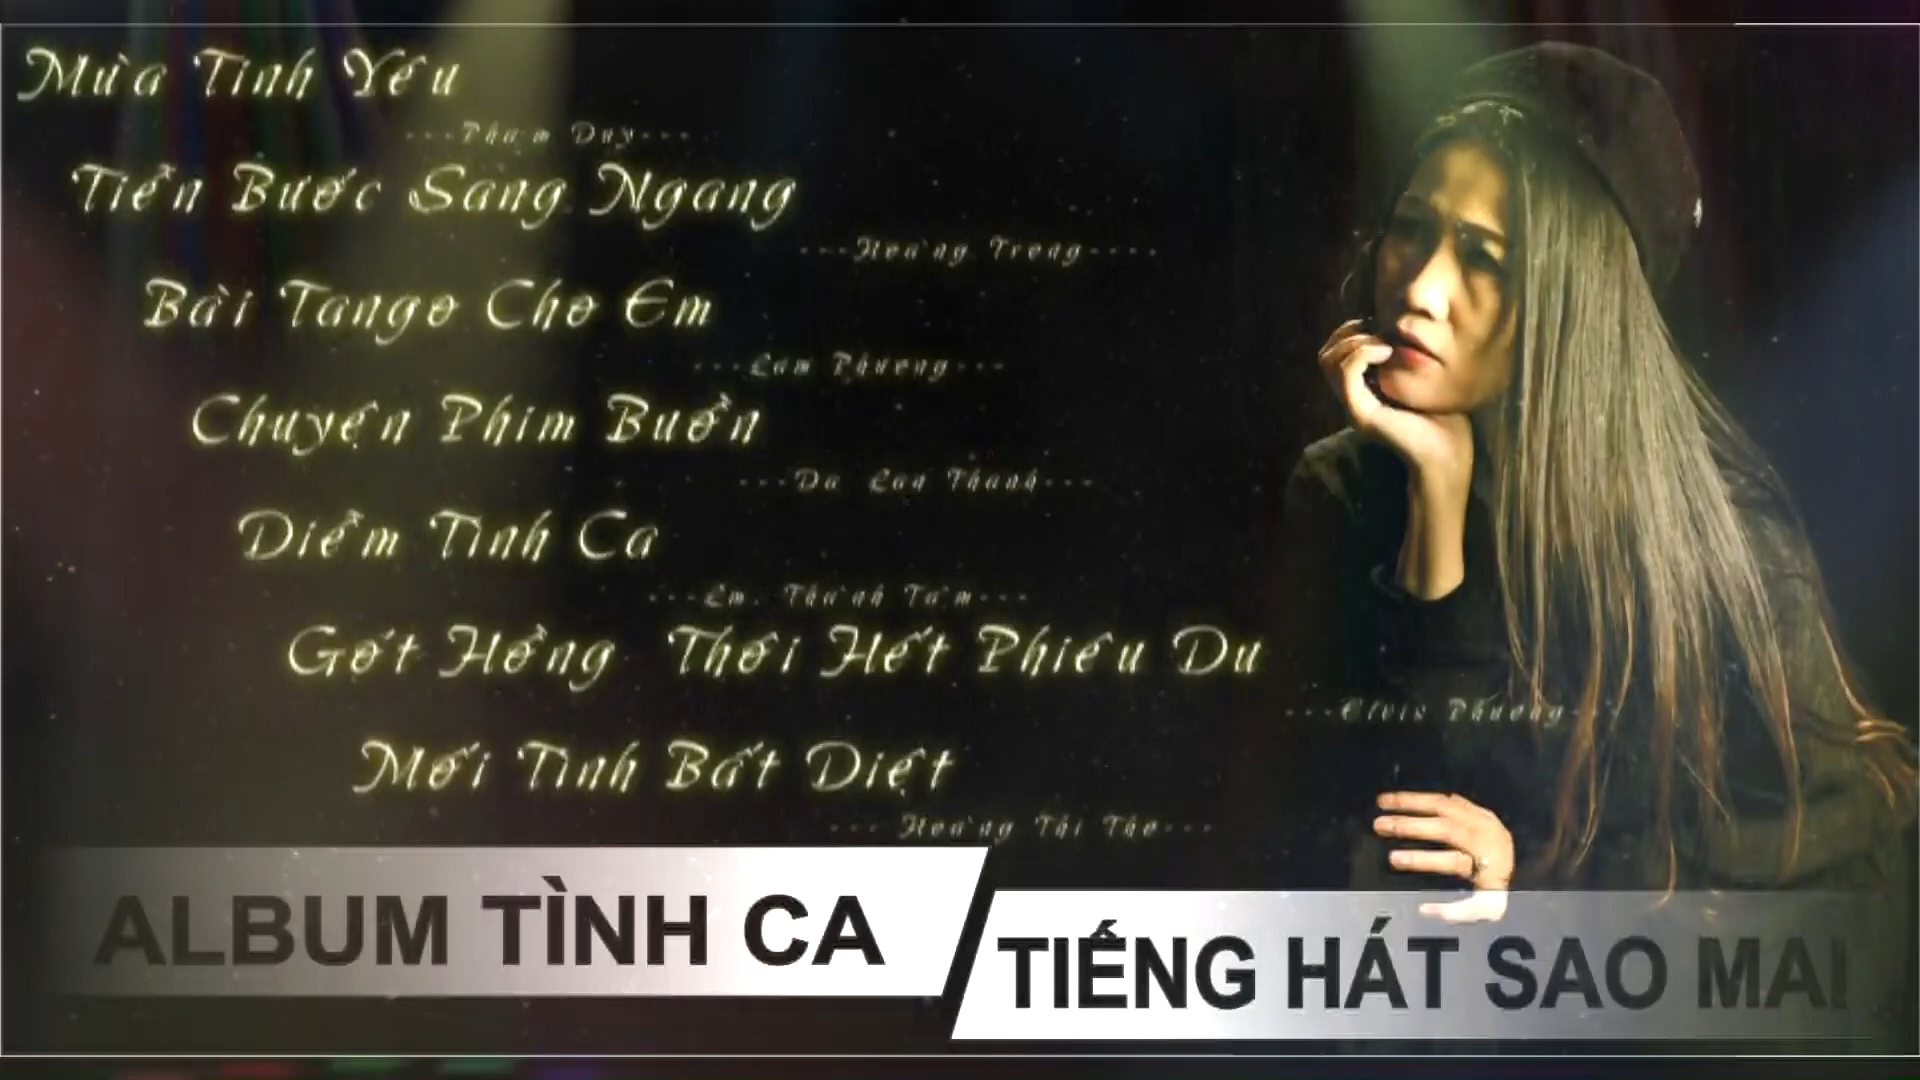 Mùa Tình Yêu
---Phạm Duy---
Tiễn Bước Sang Ngang
---Hoàng Trọng----
Bài Tango Cho Em
---Lam Phương---
Chuyện Phim Buồn
---Dạ Lan Thanh---
Diễm Tình Ca
---Lm. Thành Tâm---
Gót Hồng Thôi Hết Phiêu Du
---Elvis Phương---
Mối Tình Bất Diệt
--- Hoàng Thi Thơ---
ALBUM TÌNH CA
TIẾNG HÁT SAO MAI